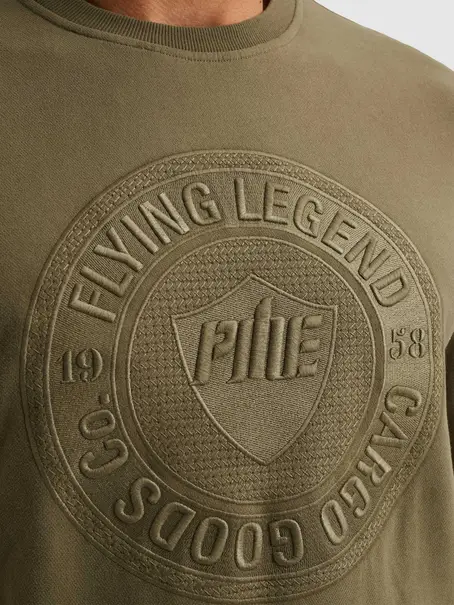 FLYING LEGEND
19 58
PME
CARGO GOODS CO.